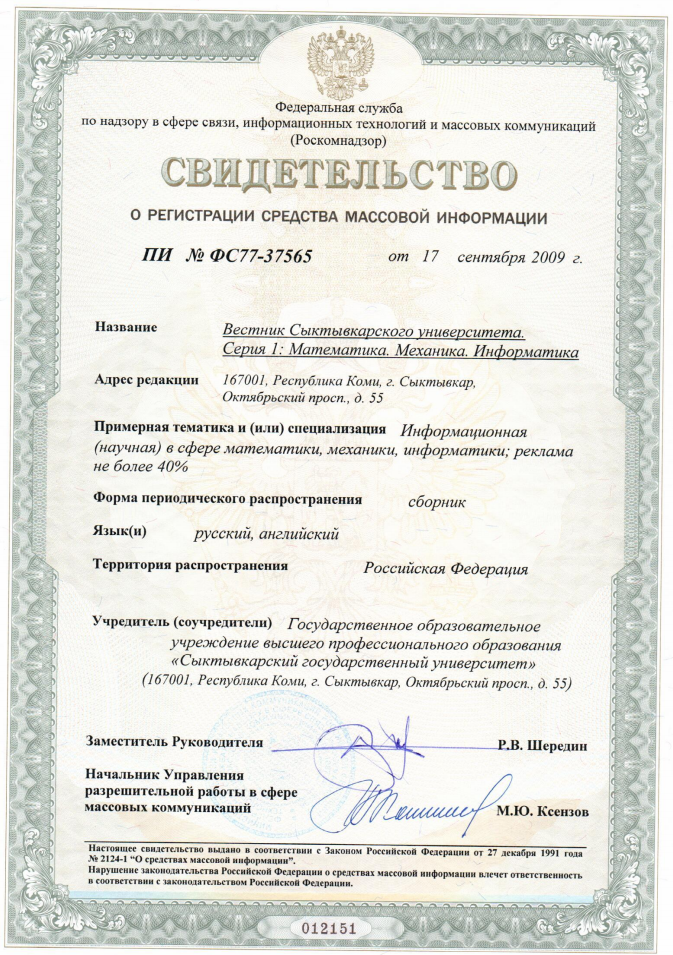 Федеральная служба
по надзору в сфере связи, информационных технологий и массовых коммуникаций
(Роскомнадзор)
СВИДЕТЕЛЬСТВО
О РЕГИСТРАЦИИ СРЕДСТВА МАССОВОЙ ИНФОРМАЦИИ
ПИ № ФС77-37565 от 17 сентября 2009 г.
Название Вестник Сыктывкарского университета.
Серия 1: Математика. Механика. Информатика
Адрес редакции 167001, Республика Коми, г. Сыктывкар,
Октябрьский просп., д. 55
Примерная тематика и (или) специализация Информационная
(научная) в сфере математики, механики, информатики; реклама
не более 40%
Форма периодического распространения сборник
Язык(и) русский, английский
Территория распространения Российская Федерация
Учредитель (соучредители) Государственное образовательное
учреждение высшего профессионального образования
«Сыктывкарский государственный университет»
(167001, Республика Коми, г. Сыктывкар, Октябрьский просп., д. 55)
Заместитель Руководителя Р.В. Шередин
Начальник Управления
разрешительной работы в сфере
массовых коммуникаций М.Ю. Ксензов
Настоящее свидетельство выдано в соответствии с Законом Российской Федерации от 27 декабря 1991 года
№ 2124-1 “О средствах массовой информации”.
Нарушение законодательства Российской Федерации о средствах массовой информации влечет ответственность
в соответствии с законодательством Российской Федерации.
012151